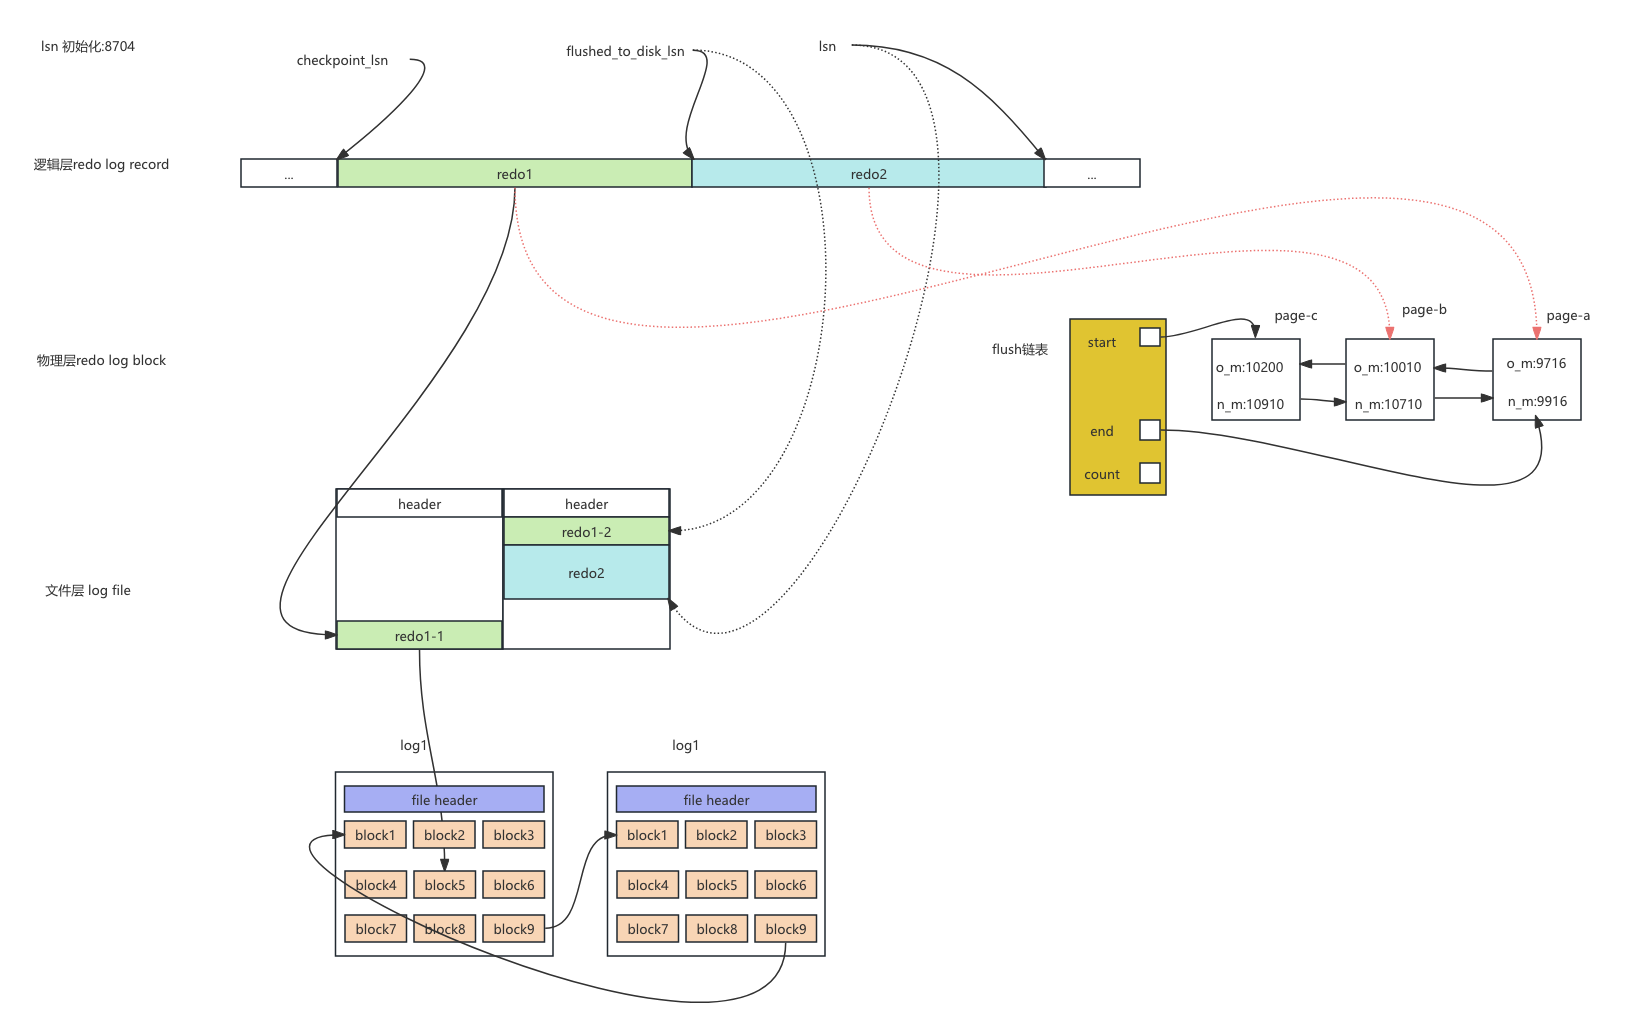 lsn 初始化:8704
checkpoint_lsn
flushed_to_disk_lsn
lsn
逻辑层redo log record
...
redo1
redo2
...
物理层redo log block
flush链表
start
end
count
page-c
o_m:10200
n_m:10910
page-b
o_m:10010
n_m:10710
page-a
o_m:9716
n_m:9916
header
header
redo1-2
redo2
redo1-1
文件层 log file
log1
file header
block1
block2
block3
block4
block5
block6
block7
block8
block9
log1
file header
block1
block2
block3
block4
block5
block6
block7
block8
block9